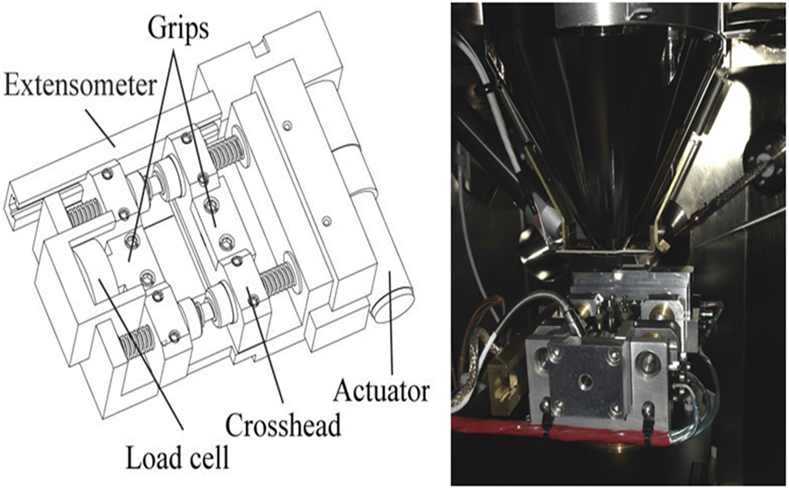 Grips
Extensometer
Actuator
Crosshead
Load cell